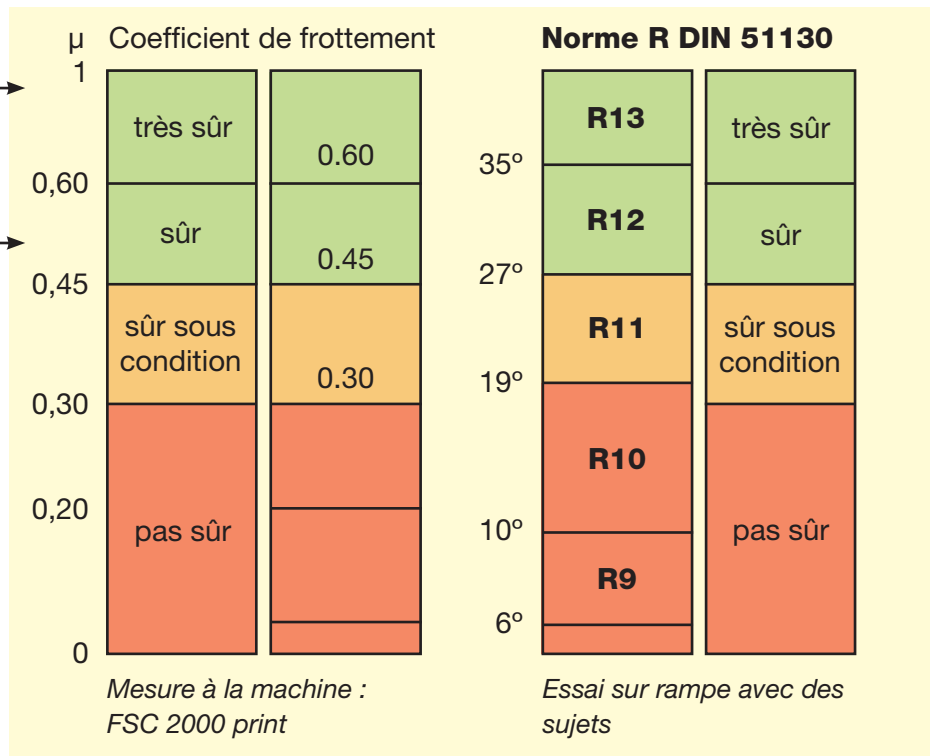 µ Coefficient de frottement
1
très sûr
0.60
0,60
sûr
0.45
0,45
sûr sous
condition
0.30
0,30
0,20
pas sûr
0
Mesure à la machine :
FSC 2000 print
Norme R DIN 51130
R13
très sûr
35º
R12
sûr
27º
R11
sûr sous
condition
19º
R10
pas sûr
10º
R9
6º
Essai sur rampe avec des
sujets